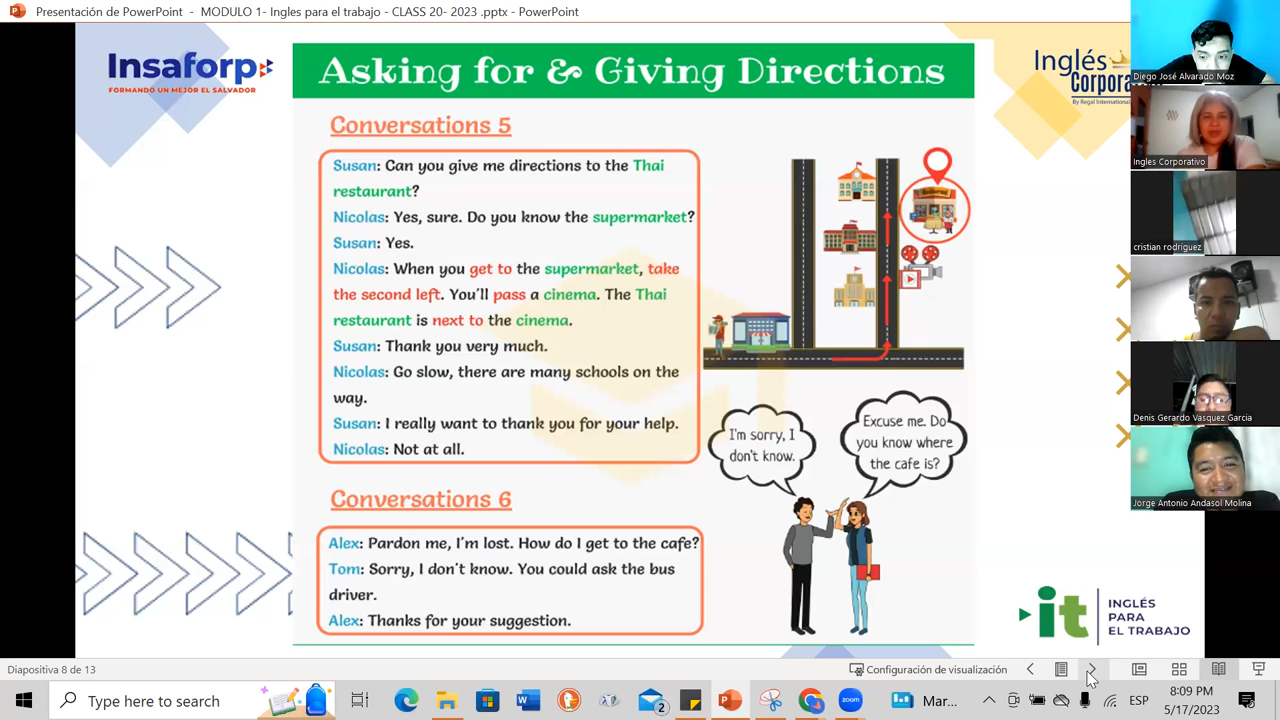 Presentación de PowerPoint - MODULO 1- Ingles para el trabajo - CLASS 20- 2023 .pptx - PowerPoint
Insaforp
FORMANDO UN MEJOR EL SALVADOR
Asking for & Giving Directions
Inglés
Corpora
By Regal International
Conversations 5
Susan: Can you give me directions to the Thai
restaurant?
Nicolas: Yes, sure. Do you know the supermarket?
Susan: Yes.
Nicolas: When you get to the supermarket, take
the second left. You'll pass a cinema. The Thai
restaurant is next to the cinema.
Susan: Thank you very much.
Nicolas: Go slow, there are many schools on the
way.
Susan: I really want to thank you for your help.
Nicolas: Not at all.
I'm sorry, I
don't know.
Excuse me. Do
you know where
the cafe is?
Conversations 6
Alex: Pardon me, I'm lost. How do I get to the cafe?
Tom: Sorry, I don't know. You could ask the bus
driver.
Alex: Thanks for your suggestion.
it
INGLÉS
PARA
EL TRABAJO
Diego José Alvarado Moz
Ingles Corporativo
cristian rodriguez
Denis Gerardo Vasquez Garcia
Jorge Antonio Andasol Molina
Diapositiva 8 de 13
Configuración de visualización
Type here to search
2
zoom
Mar...
ESP
8:09 PM
5/17/2023